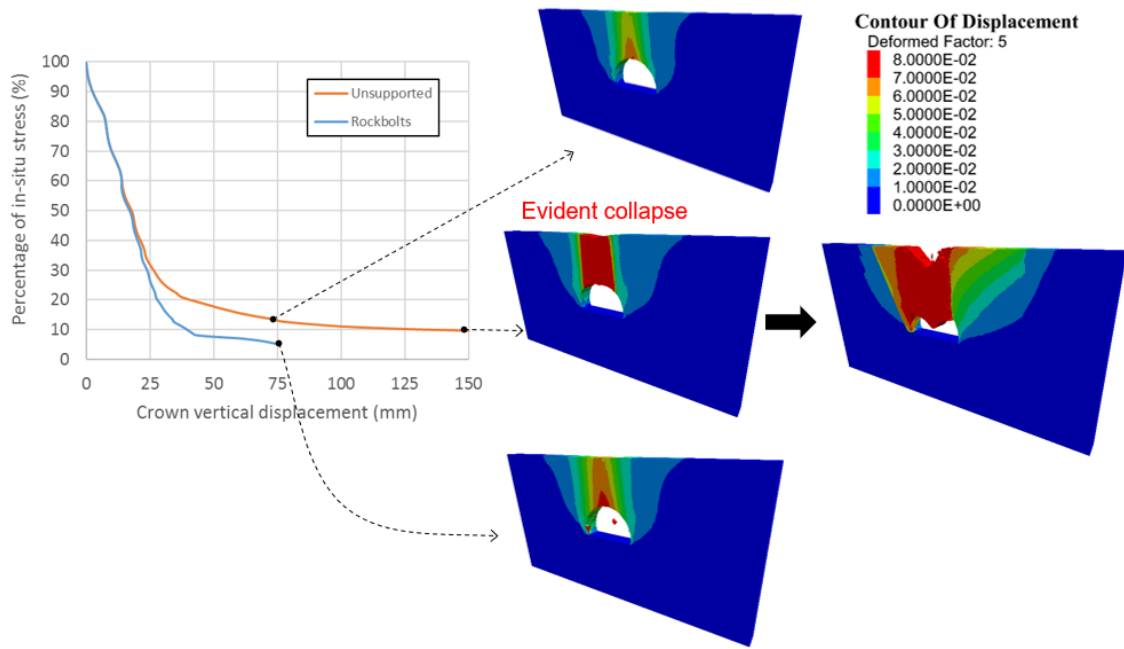 100
90
80
70
60
50
40
30
20
10
0
Percentage of in-situ stress (%)
Unsupported
Rockbolts
0
25
50
75
100
125
150
Crown vertical displacement (mm)
Evident collapse
Contour Of Displacement
Deformed Factor: 5
8.0000E-02
7.0000E-02
6.0000E-02
5.0000E-02
4.0000E-02
3.0000E-02
2.0000E-02
1.0000E-02
0.0000E+00